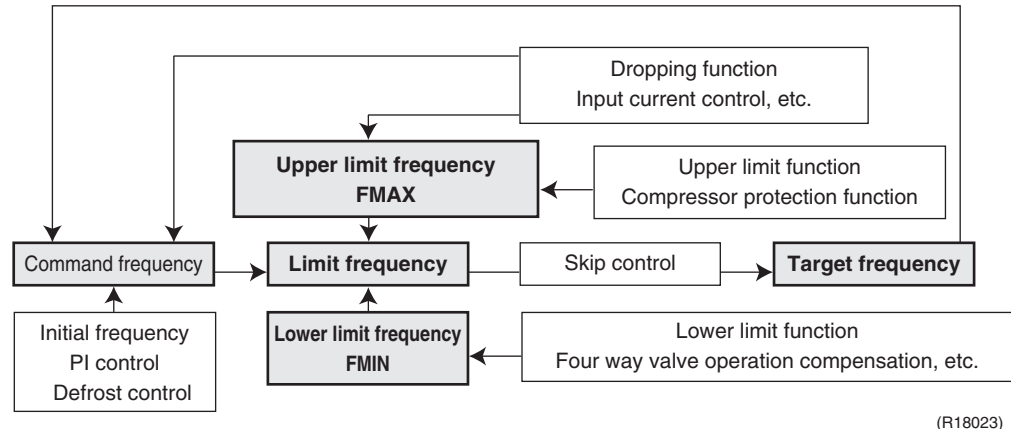 Dropping function
Input current control, etc.
Upper limit frequency
FMAX
Upper limit function
Compressor protection function
Command frequency
Limit frequency
Skip control
Target frequency
Initial frequency
PI control
Defrost control
Lower limit frequency
FMIN
Lower limit function
Four way valve operation compensation, etc.
(R18023)